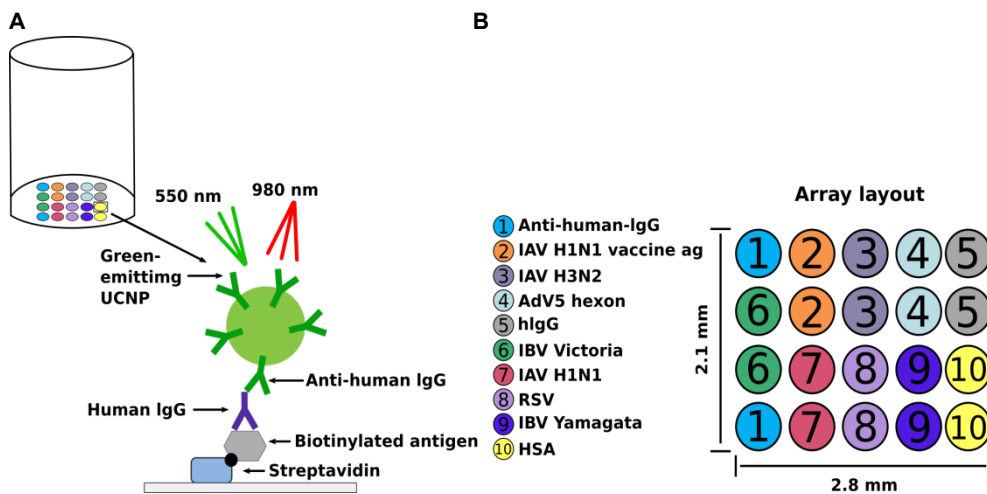 A
B
550 nm
980 nm
Green-
emittimg
UCNP
Anti-human IgG
Human IgG
Biotinylated antigen
Streptavidin
1 Anti-human-IgG
2 IAV H1N1 vaccine ag
3 IAV H3N2
4 AdV5 hexon
5 hIgG
6 IBV Victoria
7 IAV H1N1
8 RSV
9 IBV Yamagata
10 HSA
Array layout
1 2 3 4 5
6 2 3 4 5
6 7 8 9 10
1 7 8 9 10
2.1 mm
2.8 mm